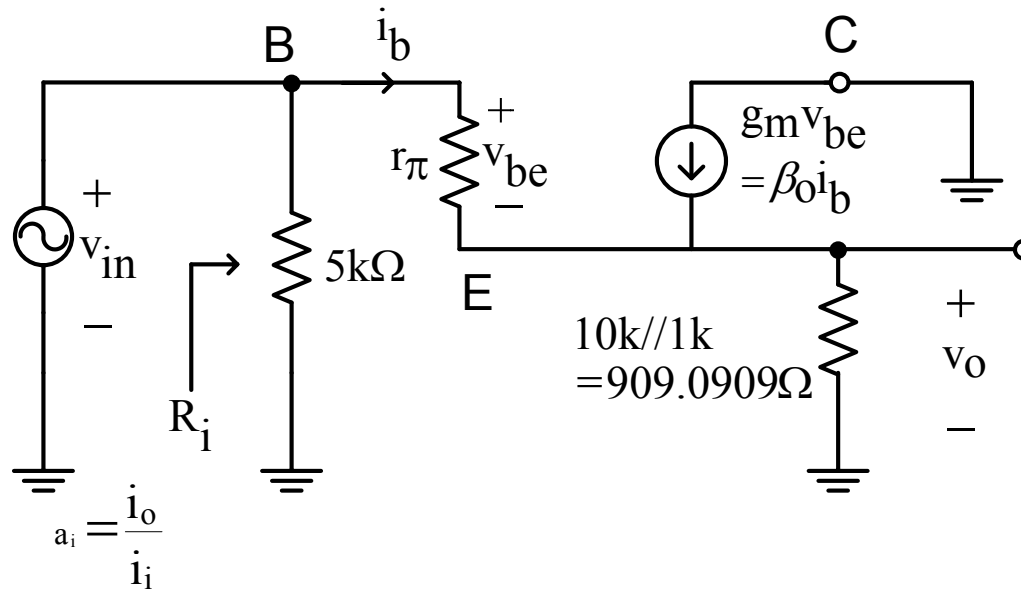 B
i_b
C
+
v_in
−
R_i
5kΩ
r_π
+
v_be
−
E
g_m v_be
=β_o i_b
10k//1k
=909.0909Ω
+
v_o
−
a_i = i_o
i_i